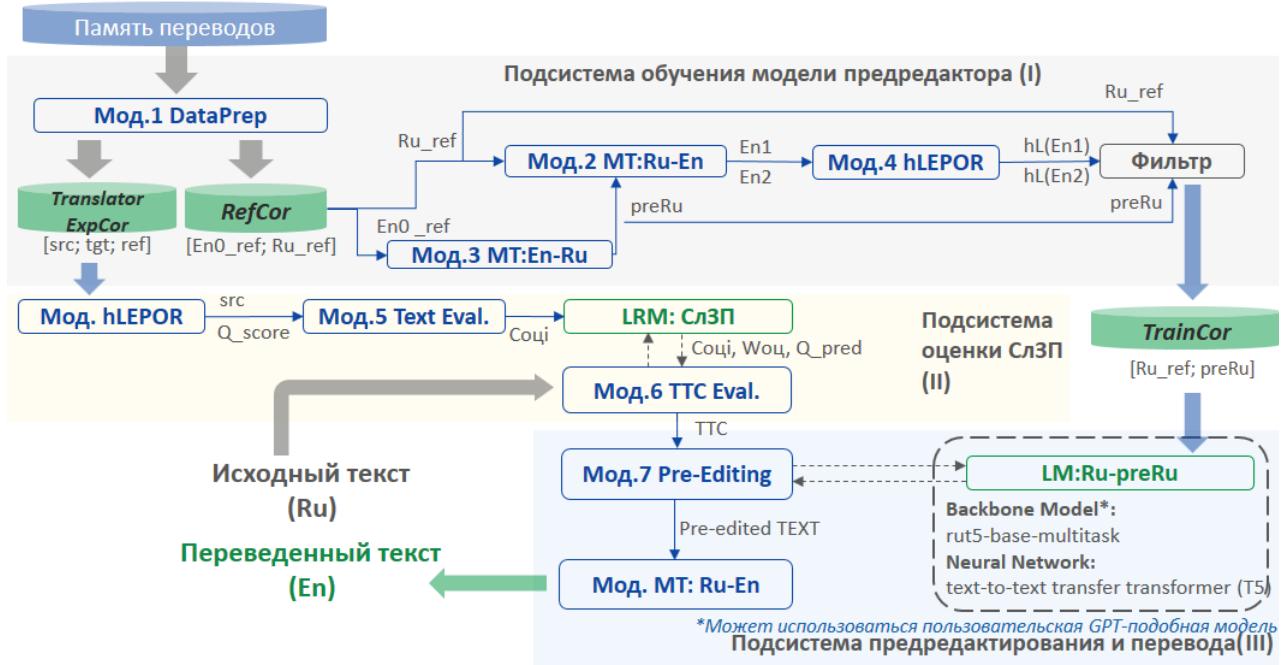 Память переводов
Подсистема обучения модели предредактора (I)
Мод.1 DataPrep
Ru_ref
Ru_ref
Мод.2 MT:Ru-En
En1
En2
Мод.4 hLEPOR
hL(En1)
hL(En2)
Фильтр
Translator
ExpCor
[src; tgt; ref]
RefCor
[En0_ref; Ru_ref]
En0 _ref
preRu
preRu
Мод.3 MT:En-Ru
Мод. hLEPOR
src
Q_score
Мод.5 Text Eval.
Cоцi
LRM: СлЗП
Cоцi, Wоц, Q_pred
Подсистема
оценки СлЗП
(II)
TrainCor
[Ru_ref; preRu]
Мод.6 TTC Eval.
TTC
Исходный текст
(Ru)
Мод.7 Pre-Editing
LM:Ru-preRu
Backbone Model*:
rut5-base-multitask
Neural Network:
text-to-text transfer transformer (T5)
Pre-edited TEXT
Переведенный текст
(En)
Мод. MT: Ru-En
*Может использоваться пользовательская GPT-подобная модель
Подсистема предредактирования и перевода(III)